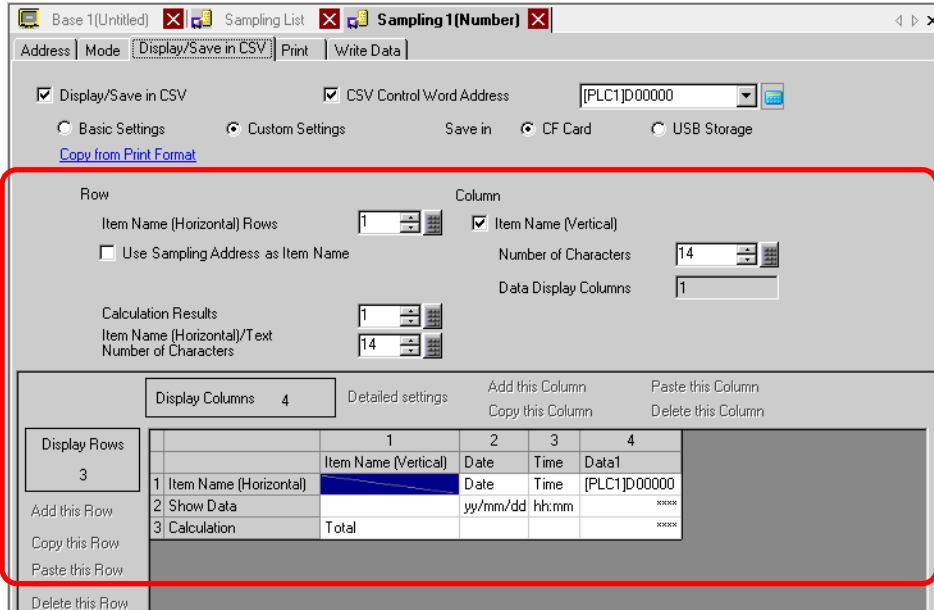 Base 1(Untitled) Sampling List Sampling 1(Number)
Address Mode Display/Save in CSV Print Write Data
Display/Save in CSV CSV Control Word Address [PLC1]D00000
Basic Settings Custom Settings Save in CF Card USB Storage
Copy from Print Format
Row Column
Item Name (Horizontal) Rows 1 Item Name (Vertical)
Use Sampling Address as Item Name Number of Characters 14
Data Display Columns 1
Calculation Results 1
Item Name (Horizontal)/Text
Number of Characters 14
Display Columns 4 Detailed settings Add this Column Paste this Column
Copy this Column Delete this Column
Display Rows 1 2 3 4
3 Item Name (Vertical) Date Time Data1
1 Item Name (Horizontal) Date Time [PLC1]D00000
Add this Row 2 Show Data yy/mm/dd hh:mm ****
3 Calculation Total ****
Copy this Row
Paste this Row
Delete this Row